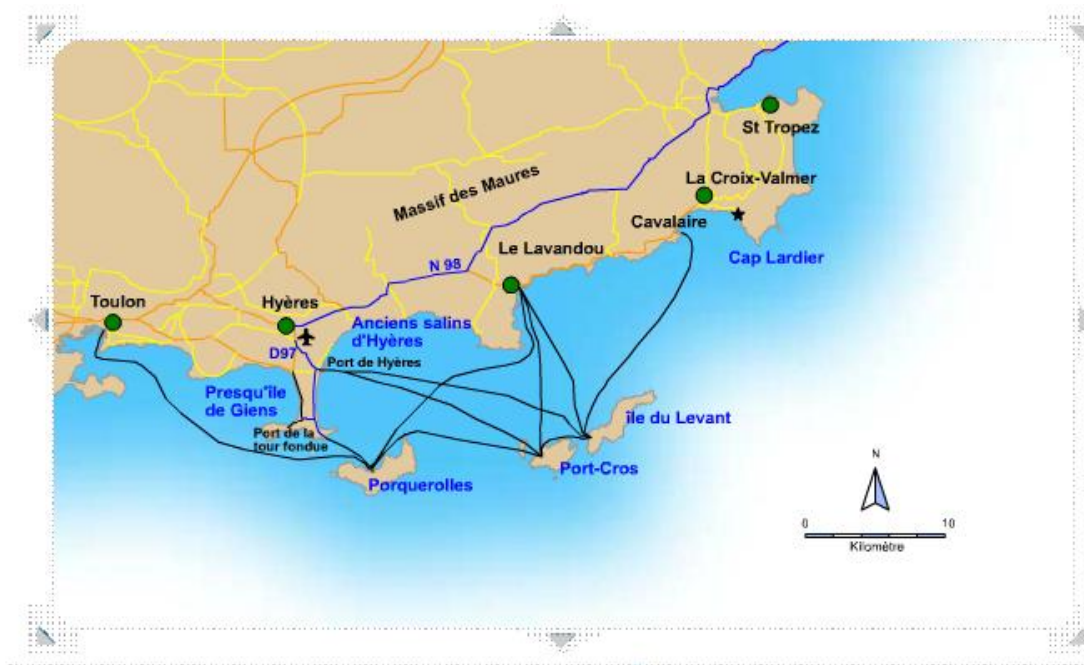 St Tropez
Massif des Maures
La Croix-Valmer
Cavalaire
Le Lavandou
Cap Lardier
N 98
Toulon
Hyères
Anciens salins
d'Hyères
D97
Port de Hyères
Presqu'île
de Giens
île du Levant
Port de la
tour fondue
Port-Cros
Porquerolles
N
0 10
Kilomètre